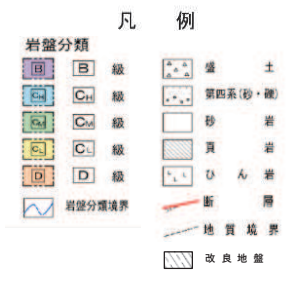 凡 例
岩盤分類
B B 級
CH CH 級
CM CM 級
CL CL 級
D D 級
岩盤分類境界
盛 土
第四系(砂・礫)
砂 岩
頁 岩
ひ ん 岩
断 層
地 質 境 界
改 良 地 盤